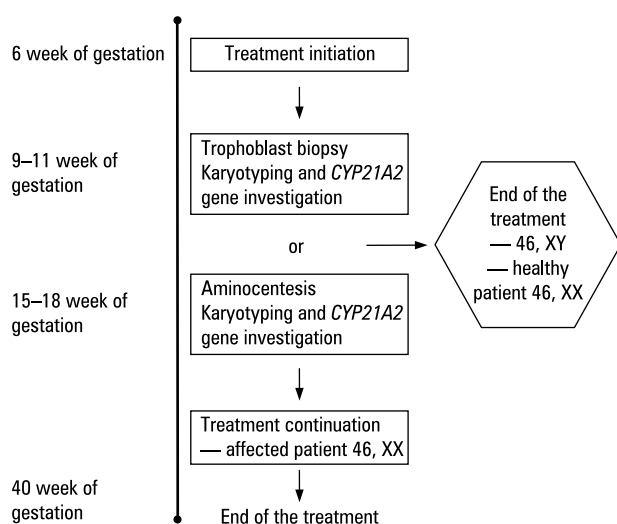 6 week of gestation
Treatment initiation
9–11 week of
gestation
Trophoblast biopsy
Karyotyping and CYP21A2
gene investigation
or
End of the
treatment
— 46, XY
— healthy
patient 46, XX
15–18 week of
gestation
Aminocentesis
Karyotyping and CYP21A2
gene investigation
Treatment continuation
— affected patient 46, XX
40 week of
gestation
End of the treatment